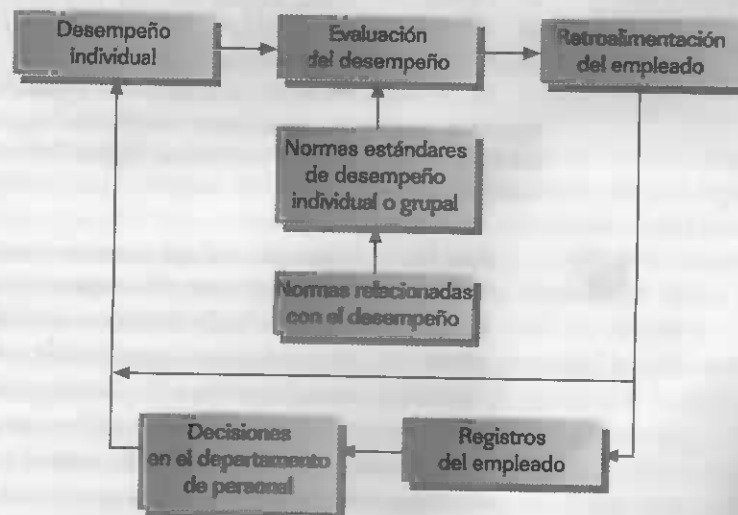 Desempeño
individual
Evaluación
del desempeño
Retroalimentación
del empleado
Normas estándares
de desempeño
individual o grupal
Normas relacionadas
con el desempeño
Decisiones
en el departamento
de personal
Registros
del empleado